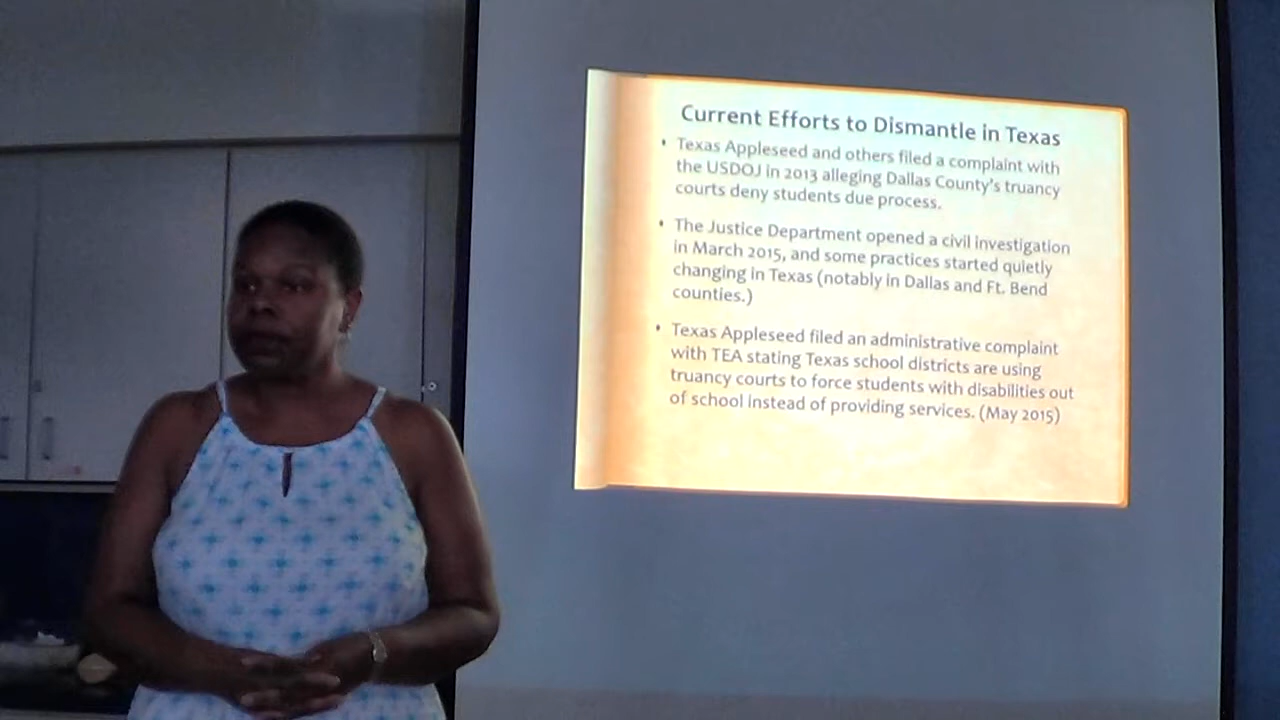 Current Efforts to Dismantle in Texas
• Texas Appleseed and others filed a complaint with
the USDOJ in 2013 alleging Dallas County's truancy
courts deny students due process.
• The Justice Department opened a civil investigation
in March 2015, and some practices started quietly
changing in Texas (notably in Dallas and Ft. Bend
counties.)
• Texas Appleseed filed an administrative complaint
with TEA stating Texas school districts are using
truancy courts to force students with disabilities out
of school instead of providing services. (May 2015)